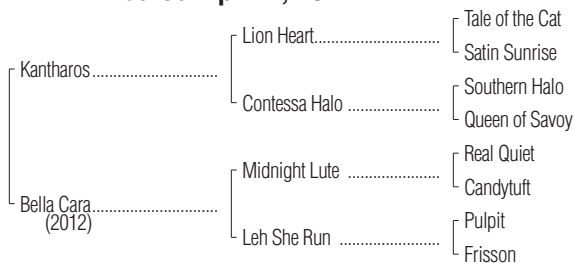 Tale of the Cat
Lion Heart
Satin Sunrise
Kantharos
Southern Halo
Contessa Halo
Queen of Savoy
Real Quiet
Midnight Lute
Candytuft
Bella Cara
(2012)
Pulpit
Leh She Run
Frisson